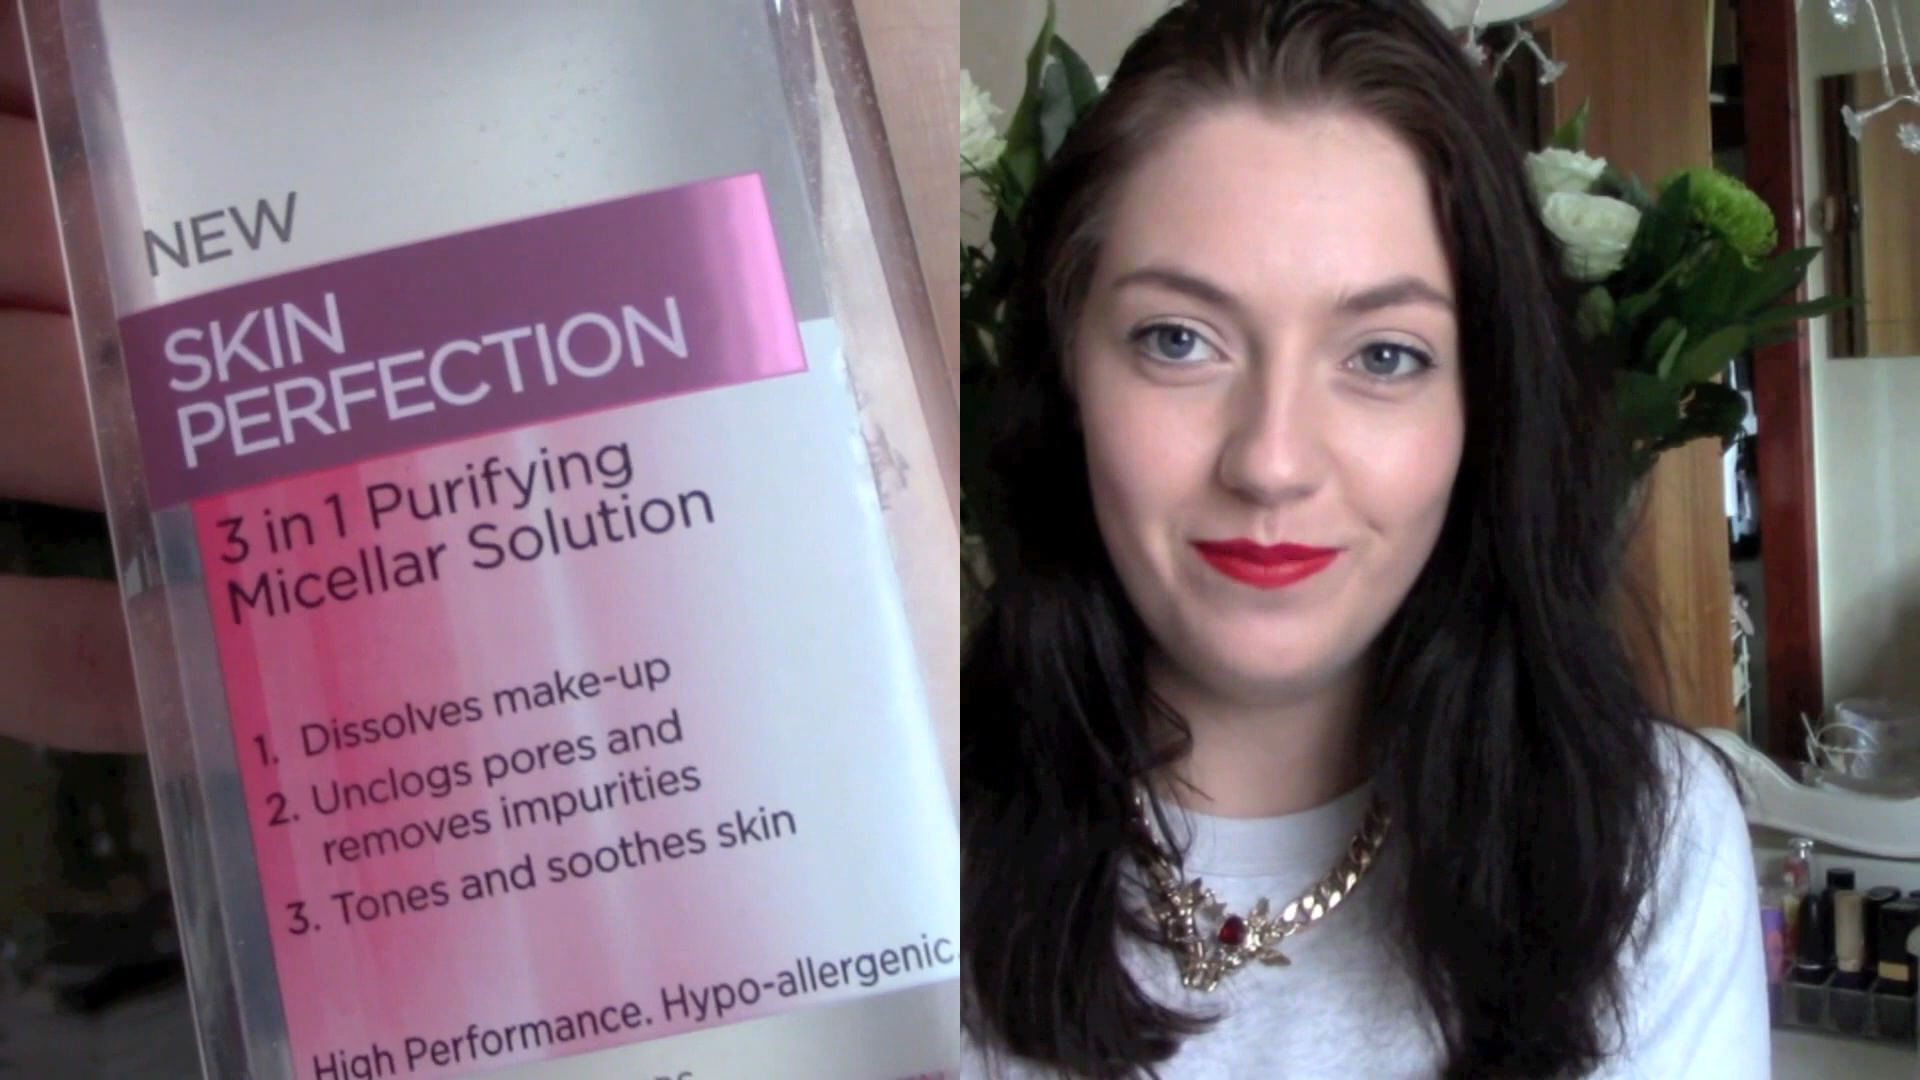 NEW
SKIN
PERFECTION
3 in 1 Purifying
Micellar Solution
1. Dissolves make-up
2. Unclogs pores and
removes impurities
3. Tones and soothes skin
High Performance. Hypo-allergenic.